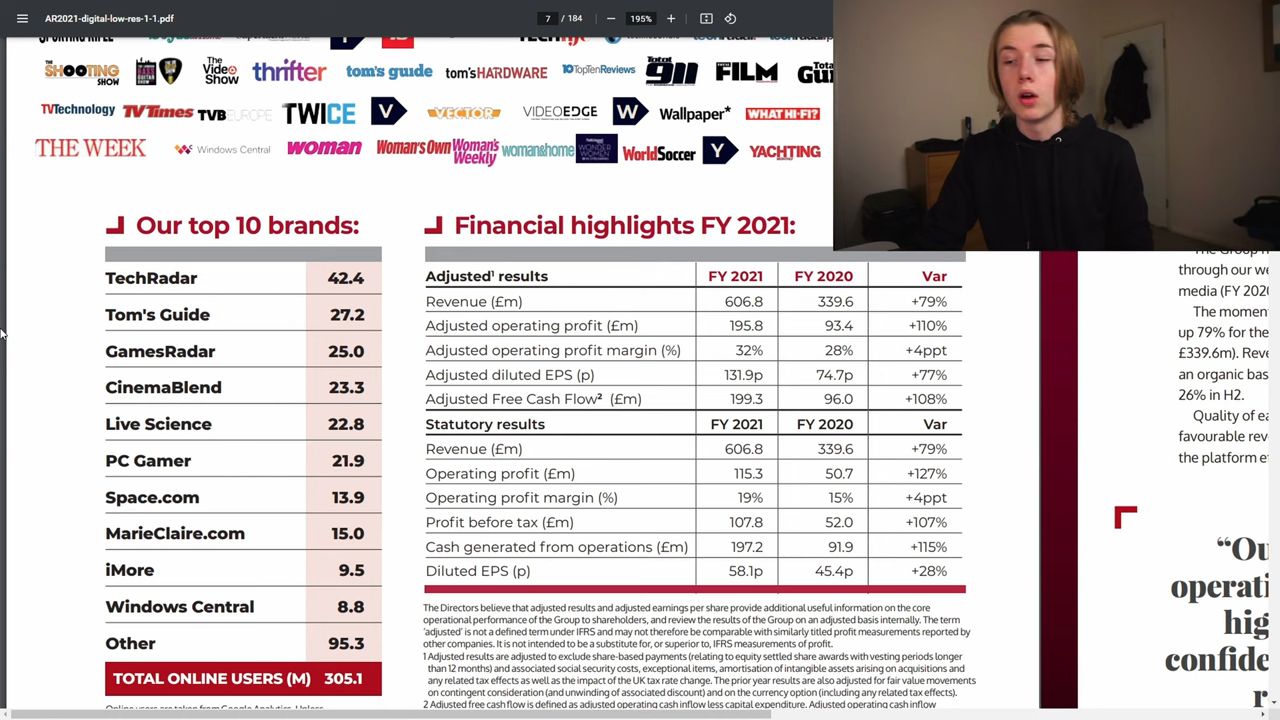 AR2021-digital-low-res-1-1.pdf
7 / 184
195%
THE SHOOTING SHOW
The Video Show
thrifter
tom's guide
tom's HARDWARE
10TopTenReviews
Total 911
FILM
TVTechnology
TVTimes
TVBEUROPE
TWICE
V
VECTOR
VIDEOEDGE
W
Wallpaper*
WHAT HI-FI?
THE WEEK
Windows Central
woman
Woman's Own
Woman's Weekly
woman&home
WONDER WOMEN
WorldSoccer
Y
YACHTING
Our top 10 brands:
TechRadar 42.4
Tom's Guide 27.2
GamesRadar 25.0
CinemaBlend 23.3
Live Science 22.8
PC Gamer 21.9
Space.com 13.9
MarieClaire.com 15.0
iMore 9.5
Windows Central 8.8
Other 95.3
TOTAL ONLINE USERS (M) 305.1
Financial highlights FY 2021:
Adjusted¹ results FY 2021 FY 2020 Var
Revenue (£m) 606.8 339.6 +79%
Adjusted operating profit (£m) 195.8 93.4 +110%
Adjusted operating profit margin (%) 32% 28% +4ppt
Adjusted diluted EPS (p) 131.9p 74.7p +77%
Adjusted Free Cash Flow² (£m) 199.3 96.0 +108%
Statutory results FY 2021 FY 2020 Var
Revenue (£m) 606.8 339.6 +79%
Operating profit (£m) 115.3 50.7 +127%
Operating profit margin (%) 19% 15% +4ppt
Profit before tax (£m) 107.8 52.0 +107%
Cash generated from operations (£m) 197.2 91.9 +115%
Diluted EPS (p) 58.1p 45.4p +28%
The Directors believe that adjusted results and adjusted earnings per share provide additional useful information on the core
operational performance of the Group to shareholders, and review the results of the Group on an adjusted basis internally. The term
'adjusted' is not a defined term under IFRS and may not therefore be comparable with similarly titled profit measurements reported by
other companies. It is not intended to be a substitute for, or superior to, IFRS measurements of profit.
1 Adjusted results are adjusted to exclude share-based payments (relating to equity settled share awards with vesting periods longer
than 12 months) and associated social security costs, exceptional items, amortisation of intangible assets arising on acquisitions and
any related tax effects as well as the impact of the UK tax rate change. The prior year results are also adjusted for fair value movements
on contingent consideration (and unwinding of associated discount) and on the currency option (including any related tax effects).
2 Adjusted free cash flow is defined as adjusted operating cash inflow less capital expenditure. Adjusted operating cash inflow
through our we
media (FY 2020
The moment
up 79% for the
£339.6m). Reve
an organic bas
26% in H2.
Quality of ea
favourable rev
the platform ef
“Ou
operati
hig
confide